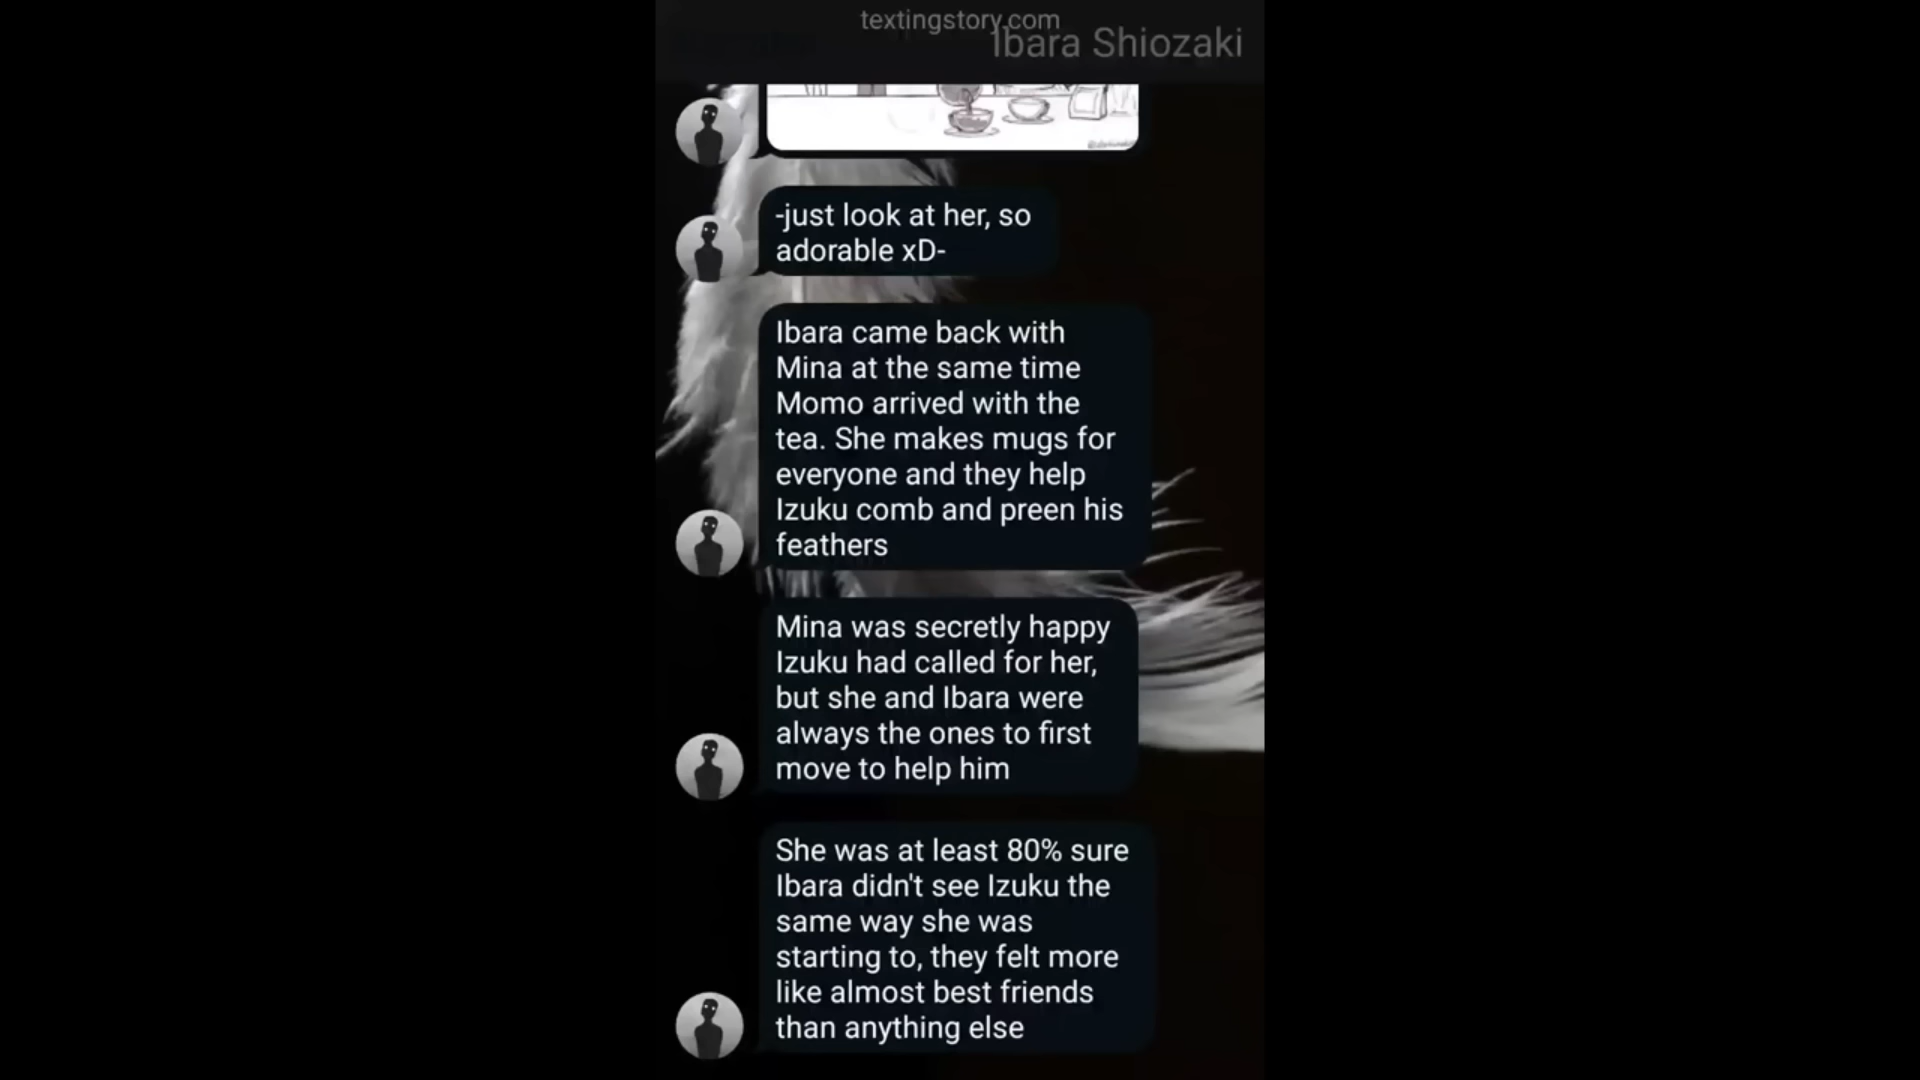 textingstory.com
Ibara Shiozaki
-just look at her, so
adorable xD-
Ibara came back with
Mina at the same time
Momo arrived with the
tea. She makes mugs for
everyone and they help
Izuku comb and preen his
feathers
Mina was secretly happy
Izuku had called for her,
but she and Ibara were
always the ones to first
move to help him
She was at least 80% sure
Ibara didn't see Izuku the
same way she was
starting to, they felt more
like almost best friends
than anything else